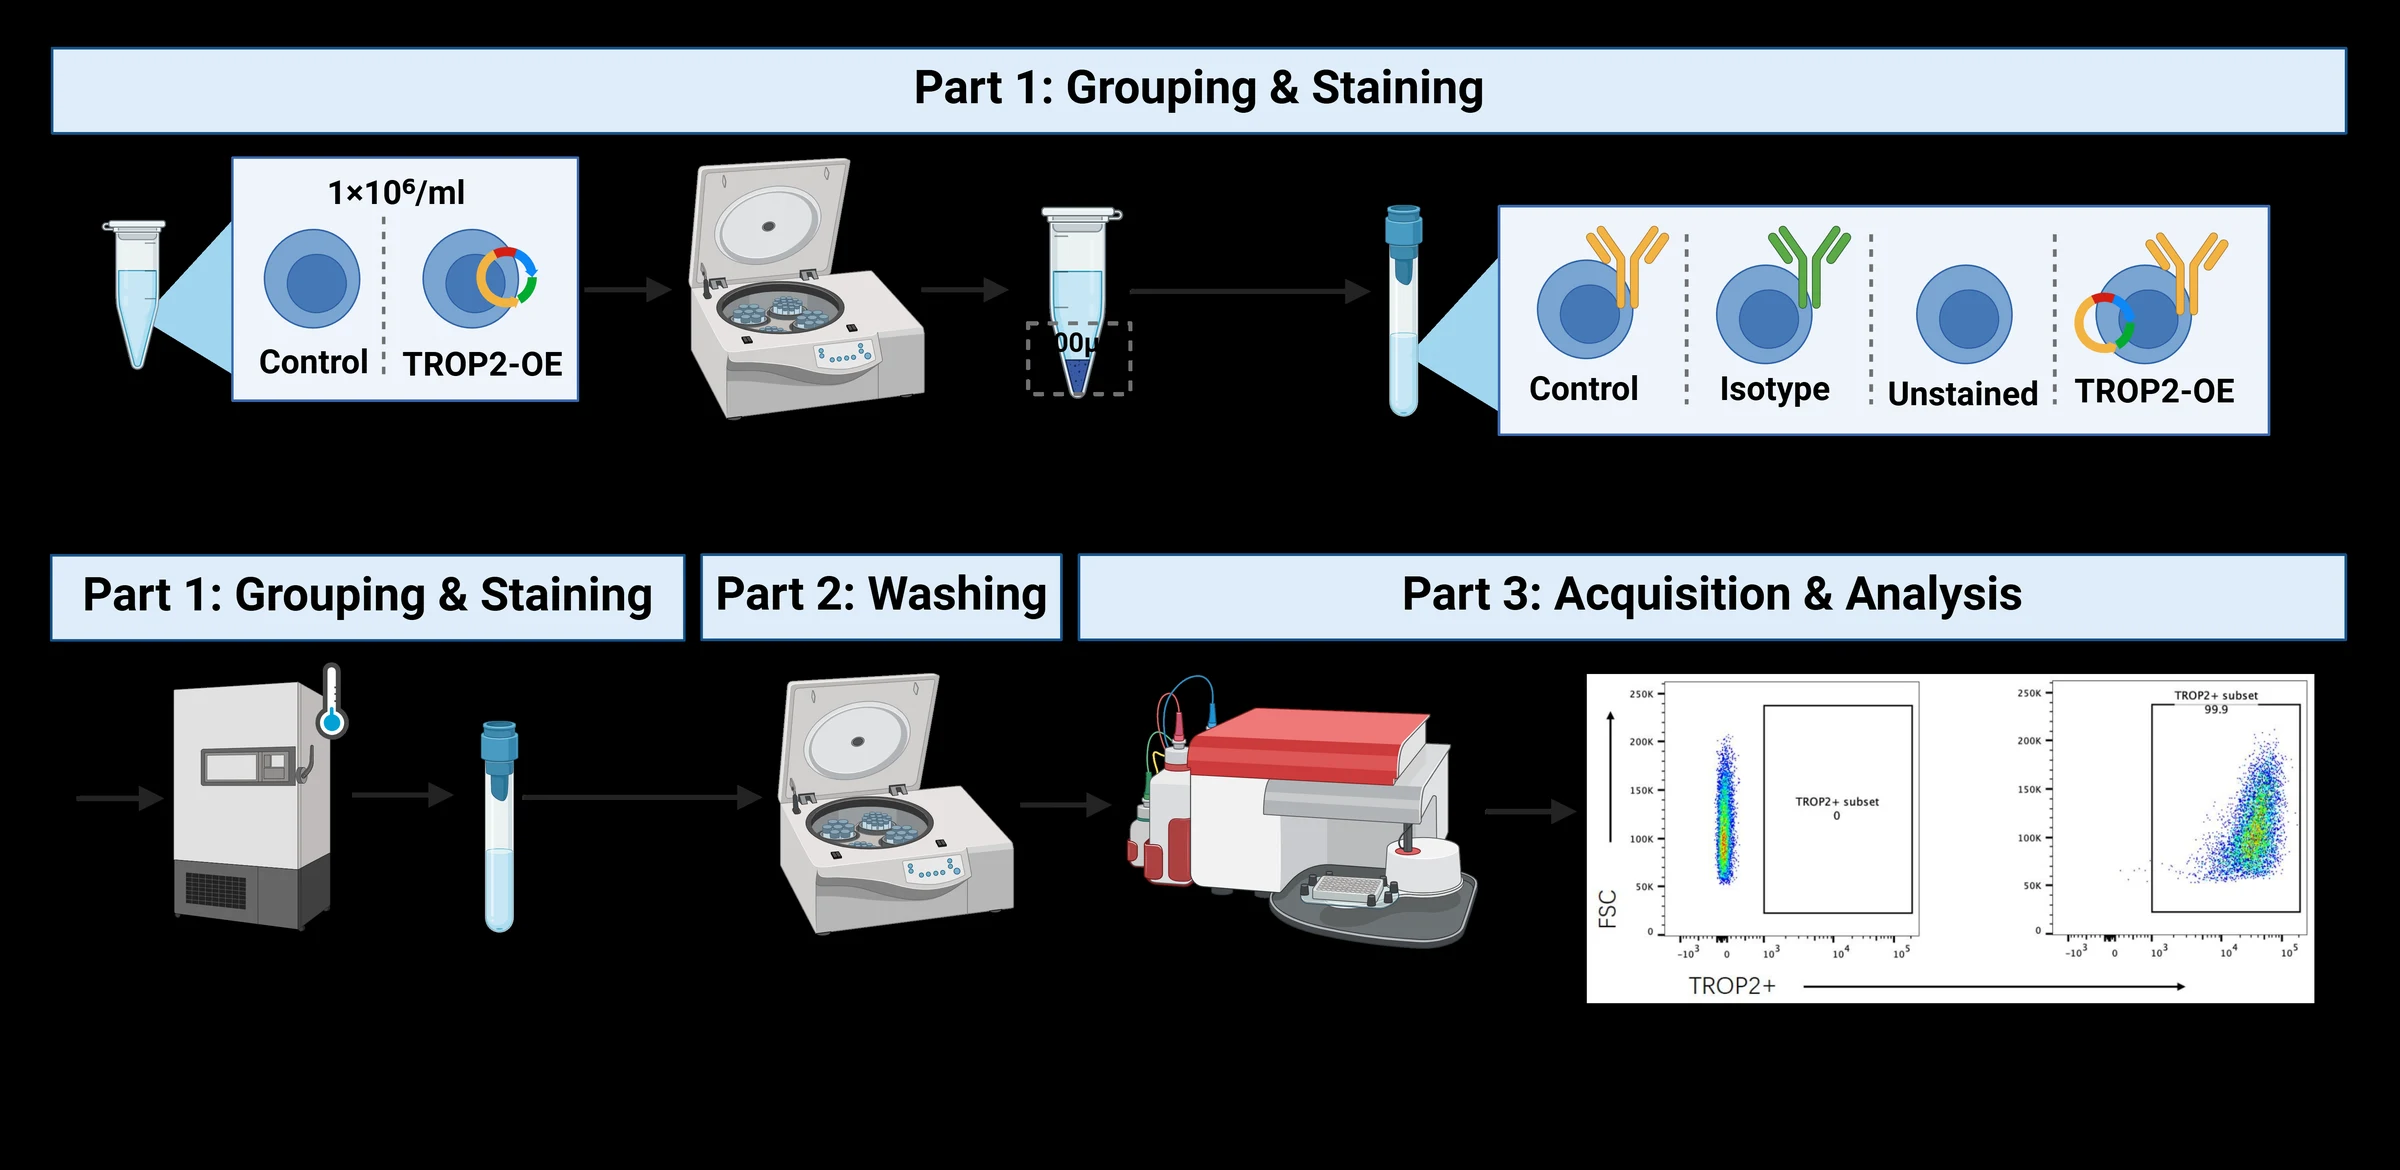 Part 1: Grouping & Staining
1×10⁶/ml
Control
TROP2-OE
00µ
Control
Isotype
Unstained
TROP2-OE
Part 1: Grouping & Staining
Part 2: Washing
Part 3: Acquisition & Analysis
250K
200K
150K
100K
50K
0
FSC
TROP2+ subset
0
-10³ 0 10³ 10⁴ 10⁵
250K
200K
150K
100K
50K
0
TROP2+ subset
99.9
-10³ 0 10³ 10⁴ 10⁵
TROP2+